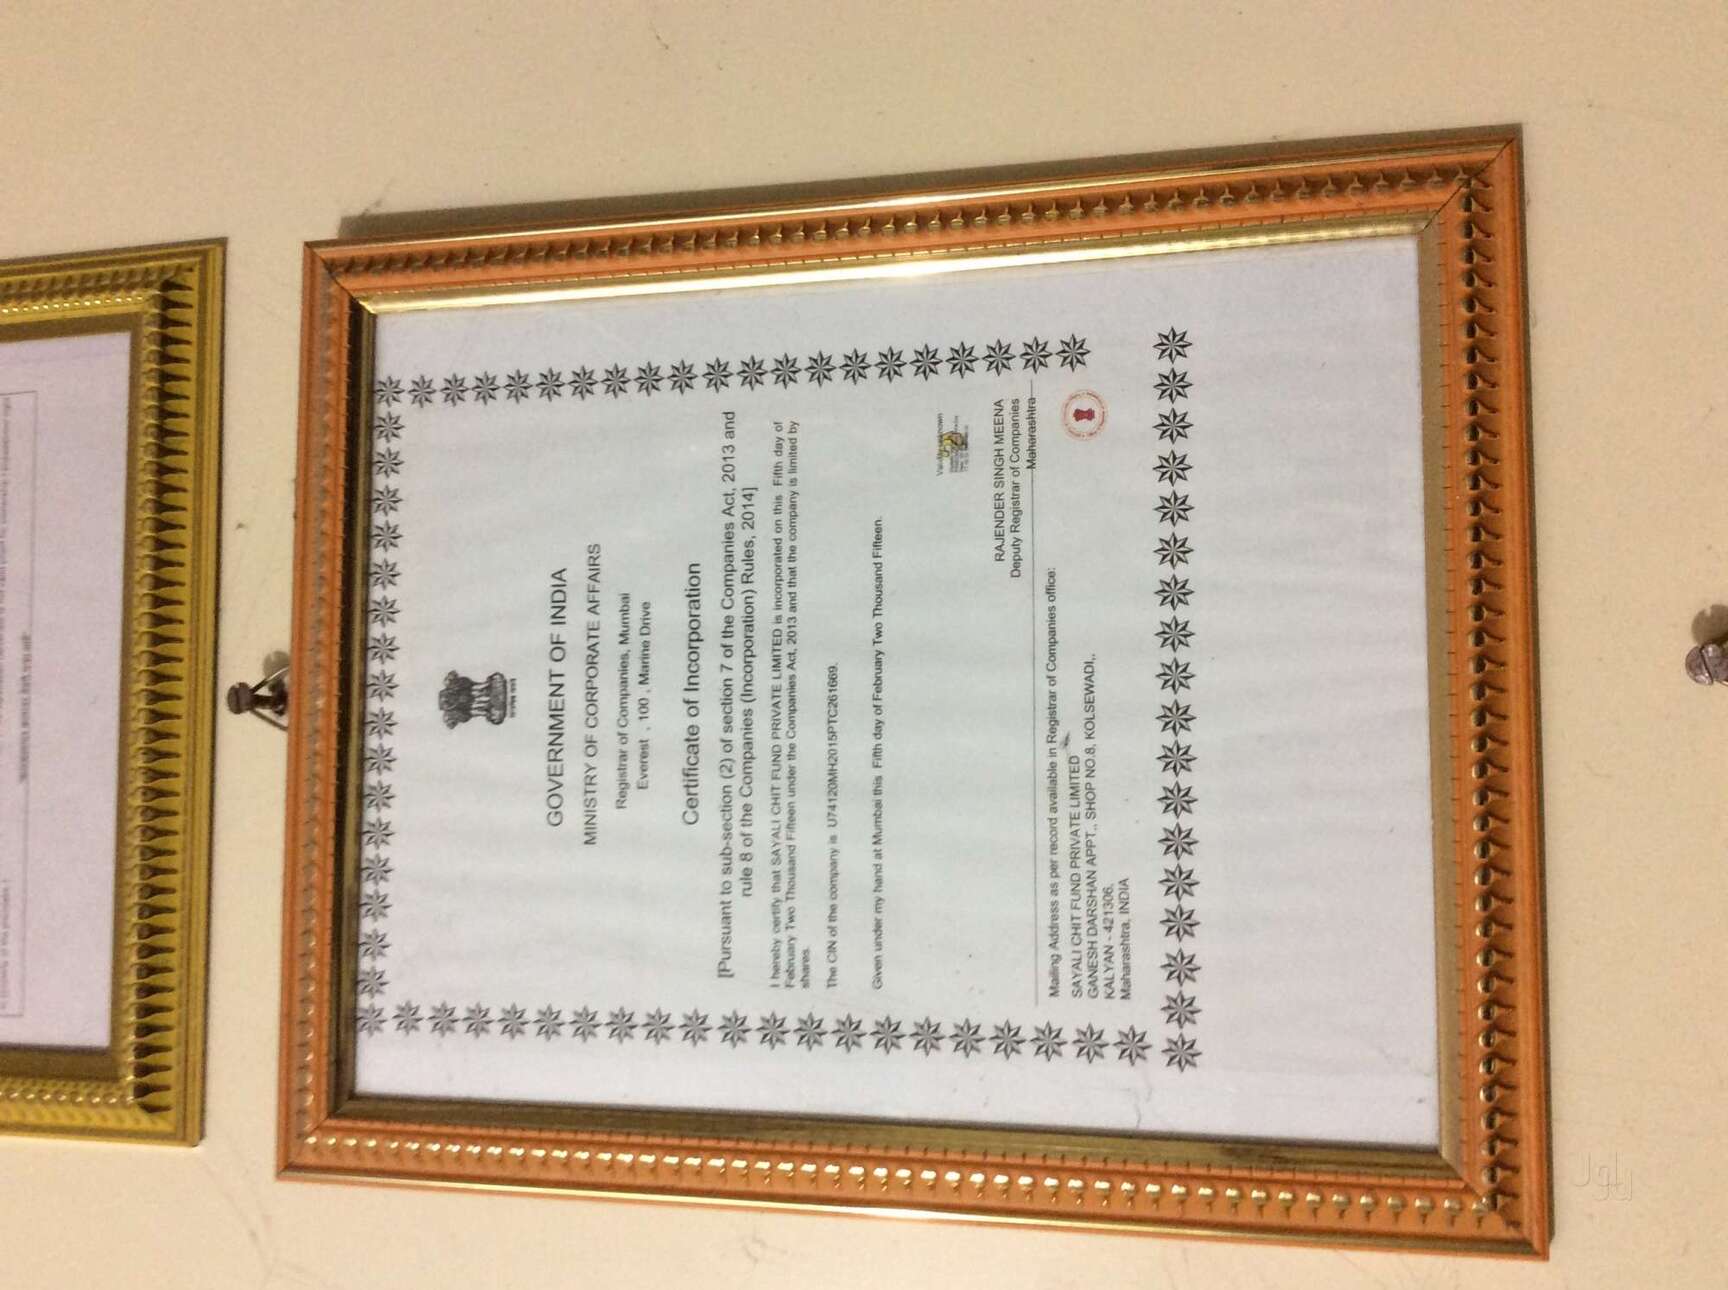 GOVERNMENT OF INDIA
MINISTRY OF CORPORATE AFFAIRS
Registrar of Companies, Mumbai
Everest , 100 , Marine Drive
Certificate of Incorporation
[Pursuant to sub-section (2) of section 7 of the Companies Act, 2013 and
rule 8 of the Companies (Incorporation) Rules, 2014]
I hereby certify that SAYALI CHIT FUND PRIVATE LIMITED is incorporated on this Fifth day of
February Two Thousand Fifteen under the Companies Act, 2013 and that the company is limited by
shares.
The CIN of the company is U74120MH2015PTC261669.
Given under my hand at Mumbai this Fifth day of February Two Thousand Fifteen.
RAJENDER SINGH MEENA
Deputy Registrar of Companies
Maharashtra
Mailing Address as per record available in Registrar of Companies office:
SAYALI CHIT FUND PRIVATE LIMITED
GANESH DARSHAN APPT., SHOP NO.8, KOLSEWADI,,
KALYAN - 421306,
Maharashtra, INDIA
Jdy